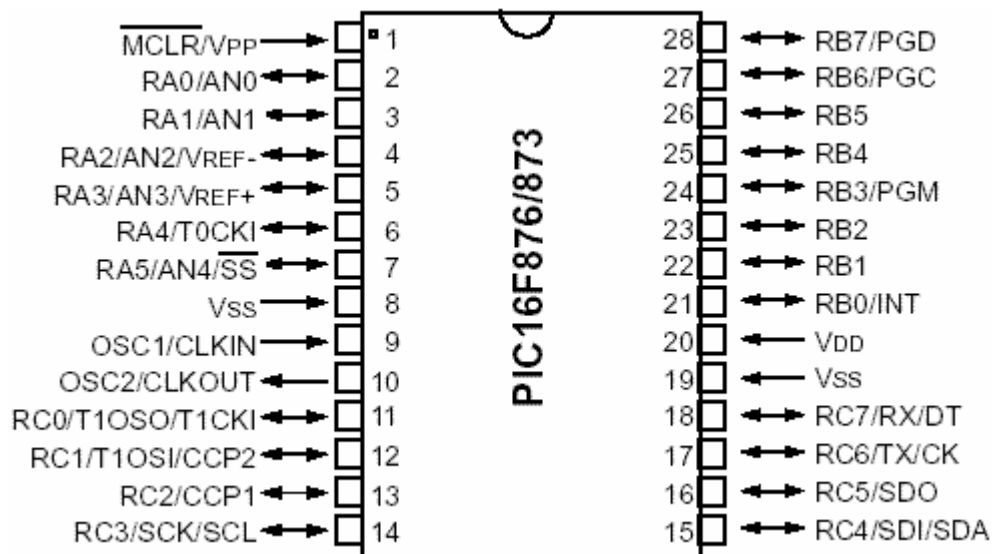 MCLR/VPP 1 28 RB7/PGD
RA0/AN0 2 27 RB6/PGC
RA1/AN1 3 26 RB5
RA2/AN2/VREF- 4 25 RB4
RA3/AN3/VREF+ 5 24 RB3/PGM
RA4/T0CKI 6 23 RB2
RA5/AN4/SS 7 22 RB1
VSS 8 21 RB0/INT
OSC1/CLKIN 9 20 VDD
OSC2/CLKOUT 10 19 VSS
RC0/T1OSO/T1CKI 11 18 RC7/RX/DT
RC1/T1OSI/CCP2 12 17 RC6/TX/CK
RC2/CCP1 13 16 RC5/SDO
RC3/SCK/SCL 14 15 RC4/SDI/SDA
PIC16F876/873